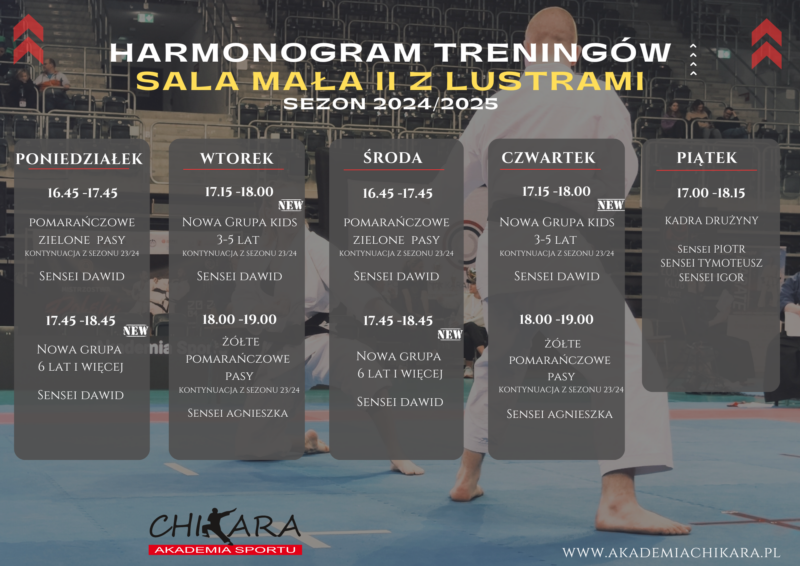 HARMONOGRAM TRENINGÓW
SALA MAŁA II Z LUSTRAMI
SEZON 2024/2025
PONIEDZIAŁEK
16.45 -17.45
POMARAŃCZOWE
ZIELONE PASY
KONTYNUACJA Z SEZONU 23/24
SENSEI DAWID
17.45 -18.45
NEW
NOWA GRUPA
6 LAT I WIĘCEJ
SENSEI DAWID
WTOREK
17.15 -18.00
NEW
NOWA GRUPA KIDS
3-5 LAT
KONTYNUACJA Z SEZONU 23/24
SENSEI DAWID
18.00 -19.00
ŻÓŁTE
POMARAŃCZOWE
PASY
KONTYNUACJA Z SEZONU 23/24
SENSEI AGNIESZKA
ŚRODA
16.45 -17.45
POMARAŃCZOWE
ZIELONE PASY
KONTYNUACJA Z SEZONU 23/24
SENSEI DAWID
17.45 -18.45
NEW
NOWA GRUPA
6 LAT I WIĘCEJ
SENSEI DAWID
CZWARTEK
17.15 -18.00
NEW
NOWA GRUPA KIDS
3-5 LAT
KONTYNUACJA Z SEZONU 23/24
SENSEI DAWID
18.00 -19.00
ŻÓŁTE
POMARAŃCZOWE
PASY
KONTYNUACJA Z SEZONU 23/24
SENSEI AGNIESZKA
PIĄTEK
17.00 -18.15
KADRA DRUŻYNY
SENSEI PIOTR
SENSEI TYMOTEUSZ
SENSEI IGOR
CHIKARA
AKADEMIA SPORTU
WWW.AKADEMIACHIKARA.PL